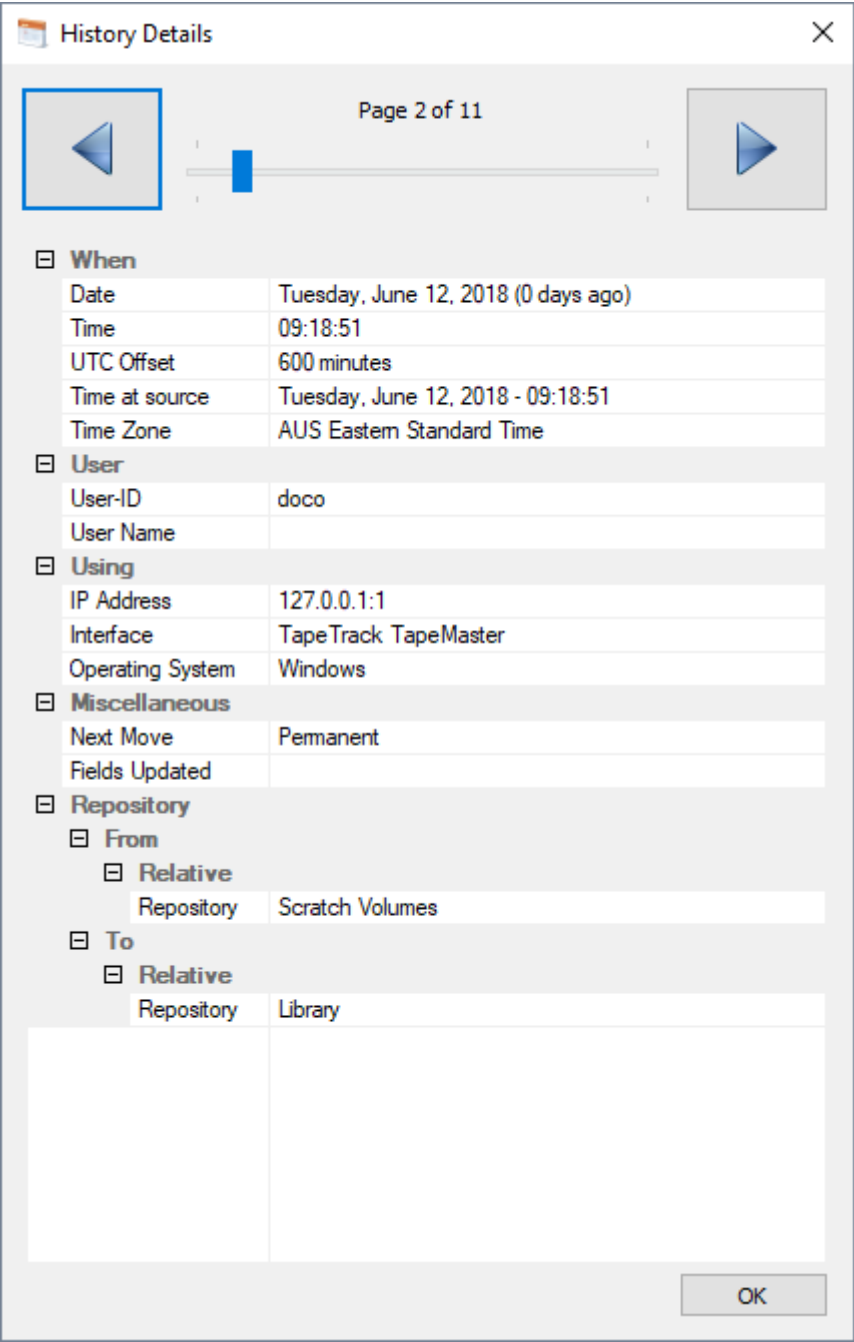 History Details
Page 2 of 11
When
Date Tuesday, June 12, 2018 (0 days ago)
Time 09:18:51
UTC Offset 600 minutes
Time at source Tuesday, June 12, 2018 - 09:18:51
Time Zone AUS Eastern Standard Time
User
User-ID doco
User Name
Using
IP Address 127.0.0.1:1
Interface TapeTrack TapeMaster
Operating System Windows
Miscellaneous
Next Move Permanent
Fields Updated
Repository
From
Relative
Repository Scratch Volumes
To
Relative
Repository Library
OK